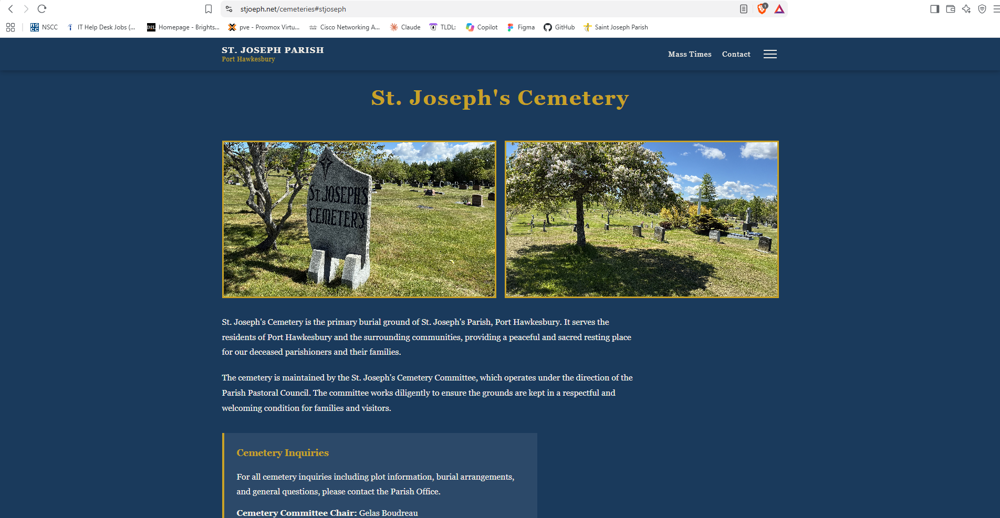 stjoeph.net/cemeteries#stjoseph
1
NSCC
IT Help Desk Jobs (...
Homepage - Brights...
pve - Proxmox Virtu...
Cisco Networking A...
Claude
TLDL:
Copilot
Figma
GitHub
Saint Joseph Parish
ST. JOSEPH PARISH
Port Hawkesbury
Mass Times
Contact
St. Joseph's Cemetery
ST. JOSEPH'S
CEMETERY
St. Joseph's Cemetery is the primary burial ground of St. Joseph's Parish, Port Hawkesbury. It serves the
residents of Port Hawkesbury and the surrounding communities, providing a peaceful and sacred resting place
for our deceased parishioners and their families.
The cemetery is maintained by the St. Joseph's Cemetery Committee, which operates under the direction of the
Parish Pastoral Council. The committee works diligently to ensure the grounds are kept in a respectful and
welcoming condition for families and visitors.
Cemetery Inquiries
For all cemetery inquiries including plot information, burial arrangements,
and general questions, please contact the Parish Office.
Cemetery Committee Chair: Gelas Boudreau